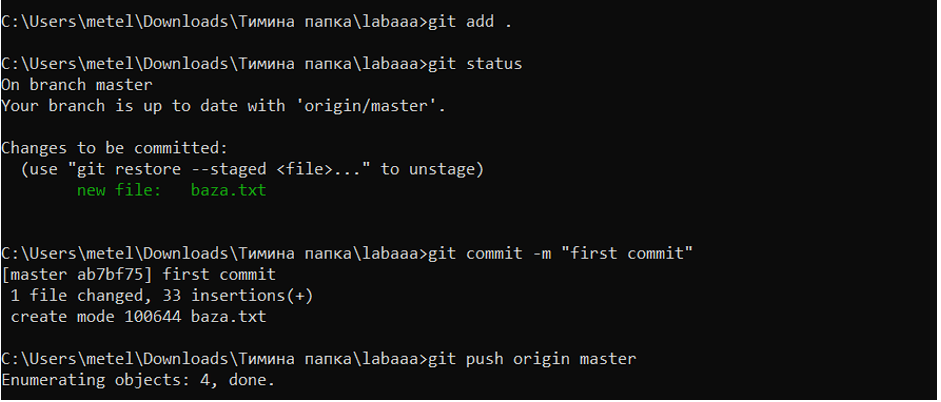 C:\Users\metel\Downloads\Тимина папка\labaaa>git add .
C:\Users\metel\Downloads\Тимина папка\labaaa>git status
On branch master
Your branch is up to date with 'origin/master'.
Changes to be committed:
(use "git restore --staged <file>..." to unstage)
new file:   baza.txt
C:\Users\metel\Downloads\Тимина папка\labaaa>git commit -m "first commit"
[master ab7bf75] first commit
1 file changed, 33 insertions(+)
create mode 100644 baza.txt
C:\Users\metel\Downloads\Тимина папка\labaaa>git push origin master
Enumerating objects: 4, done.